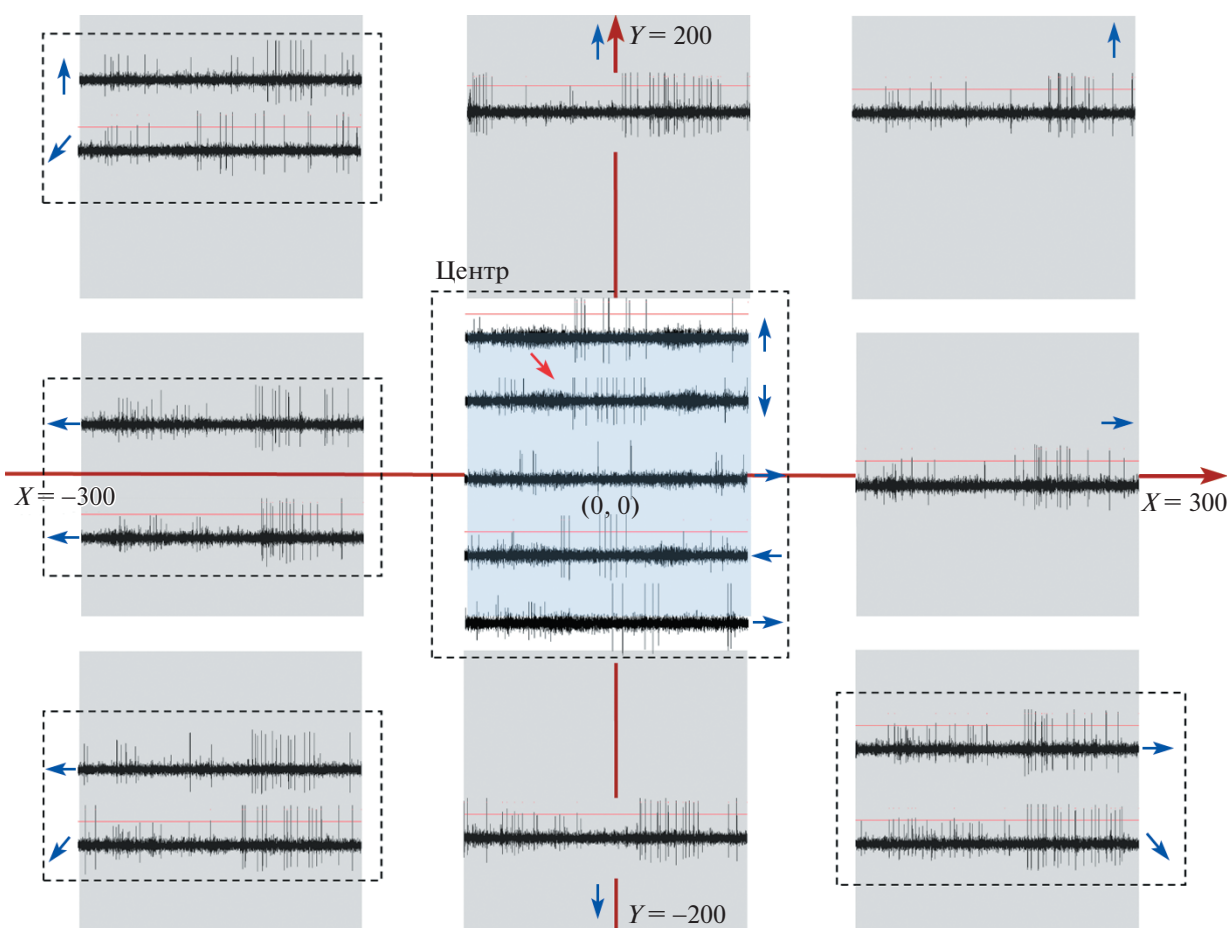 Y = 200
Центр
X = –300
(0, 0)
X = 300
Y = –200